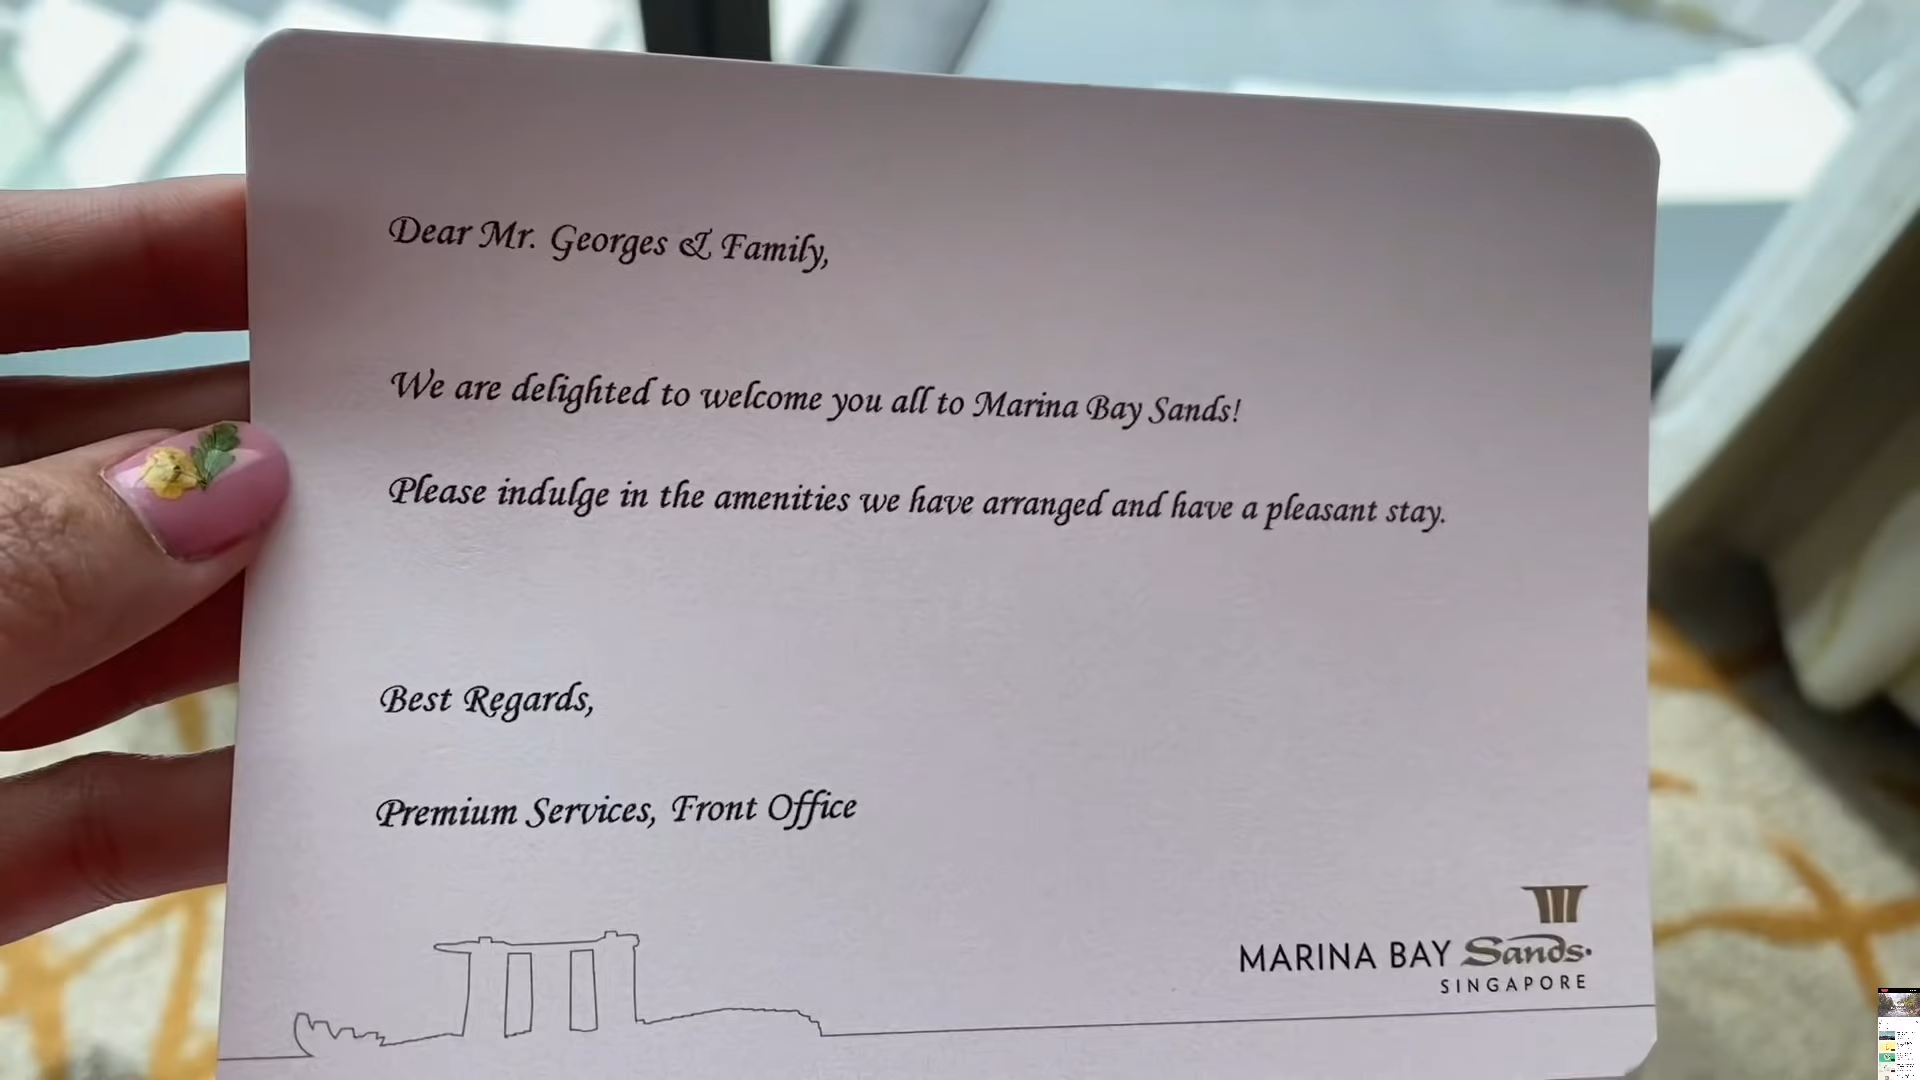 Dear Mr. Georges & Family,
We are delighted to welcome you all to Marina Bay Sands!
Please indulge in the amenities we have arranged and have a pleasant stay.
Best Regards,
Premium Services, Front Office
MARINA BAY Sands.
SINGAPORE